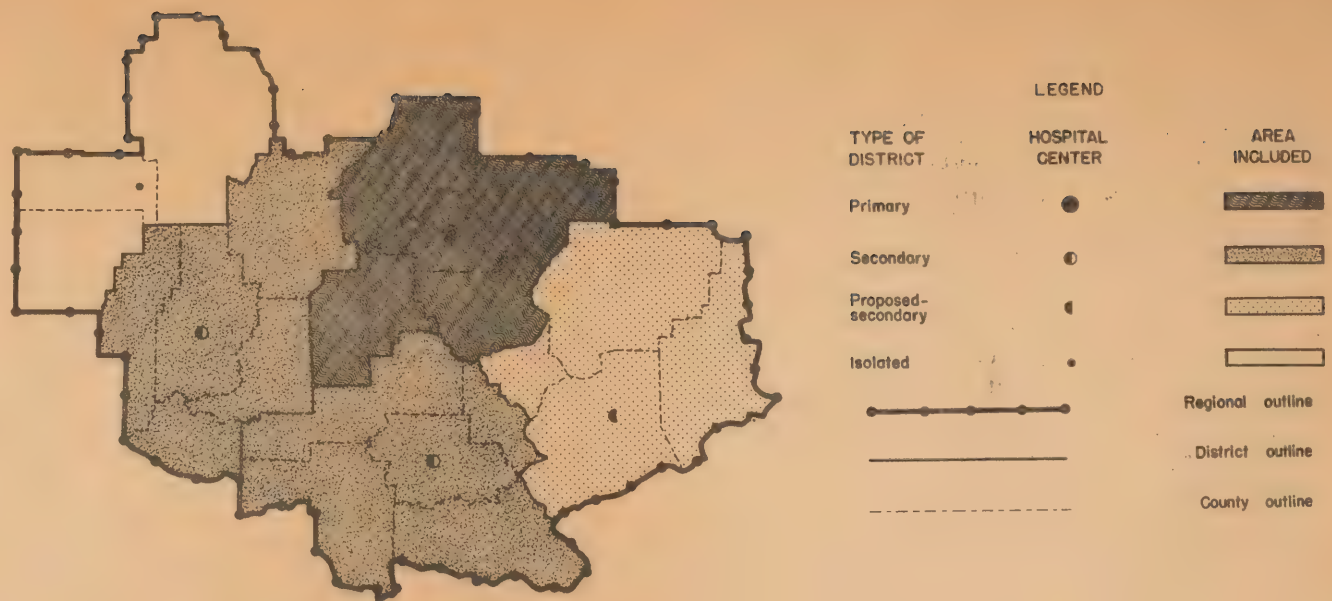 LEGEND
TYPE OF DISTRICT
HOSPITAL CENTER
AREA INCLUDED
Primary
Secondary
Proposed-
secondary
Isolated
Regional outline
District outline
County outline